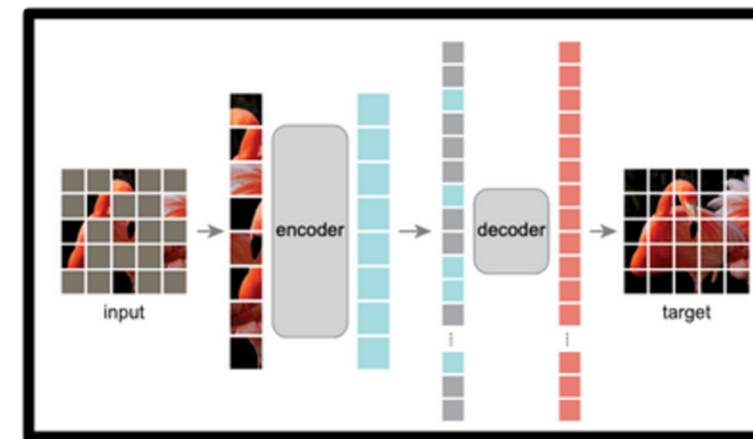 encoder
decoder
input
target